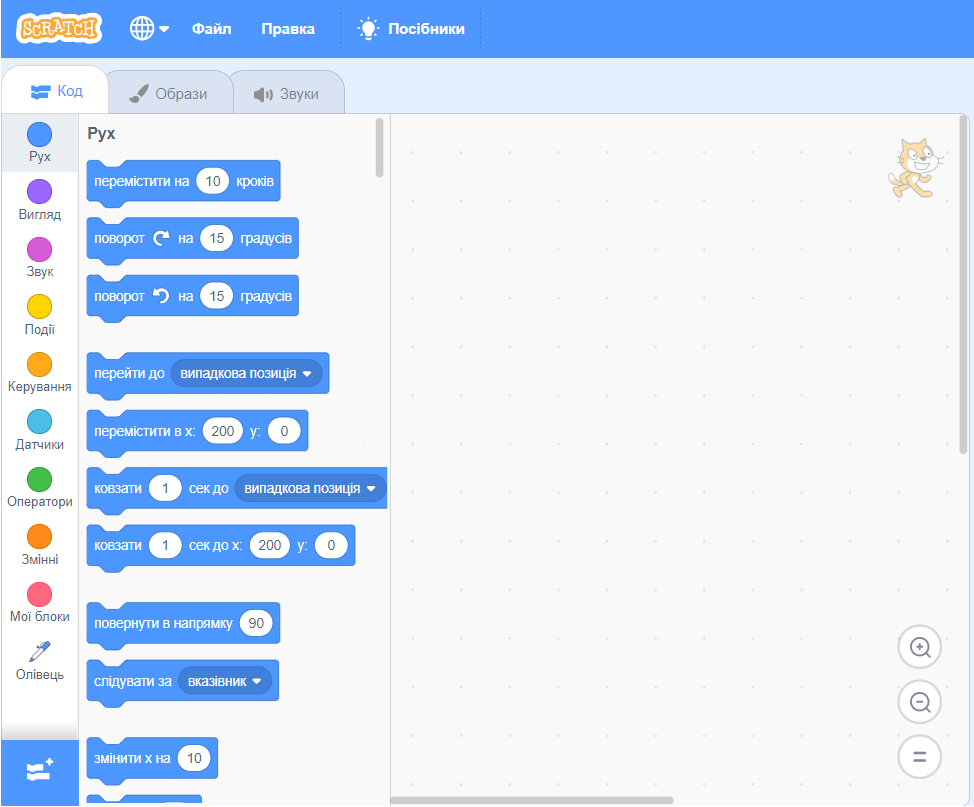 SCRATCH Файл Правка Посібники
Код Образи Звуки
Рух
Вигляд
Звук
Події
Керування
Датчики
Оператори
Змінні
Мої блоки
Олівець
Рух
перемістити на 10 кроків
поворот на 15 градусів
поворот на 15 градусів
перейти до випадкова позиція
перемістити в x: 200 y: 0
ковзати 1 сек до випадкова позиція
ковзати 1 сек до x: 200 y: 0
повернути в напрямку 90
слідувати за вказівник
змінити x на 10